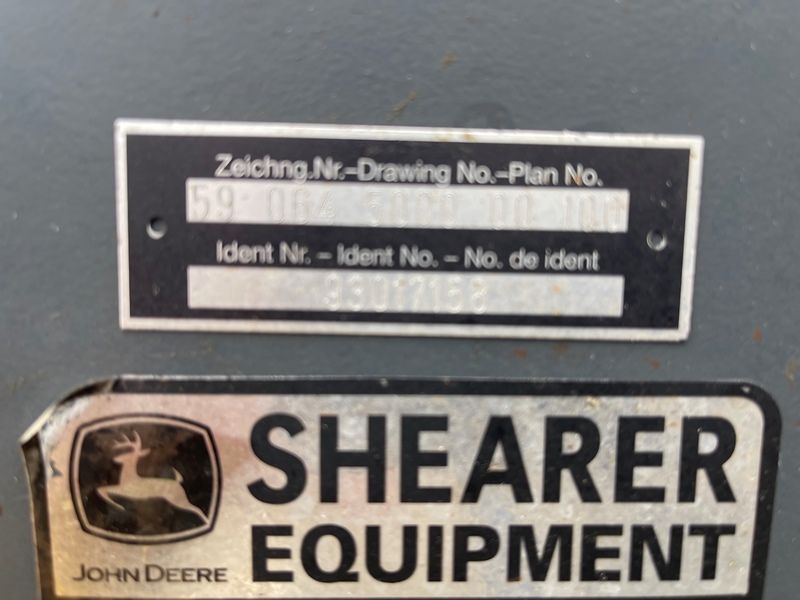 Zeichng.Nr.-Drawing No.-Plan No.
59 064 5000 00 100
Ident Nr. - Ident No. - No. de ident
93017158
JOHN DEERE
SHEARER
EQUIPMENT